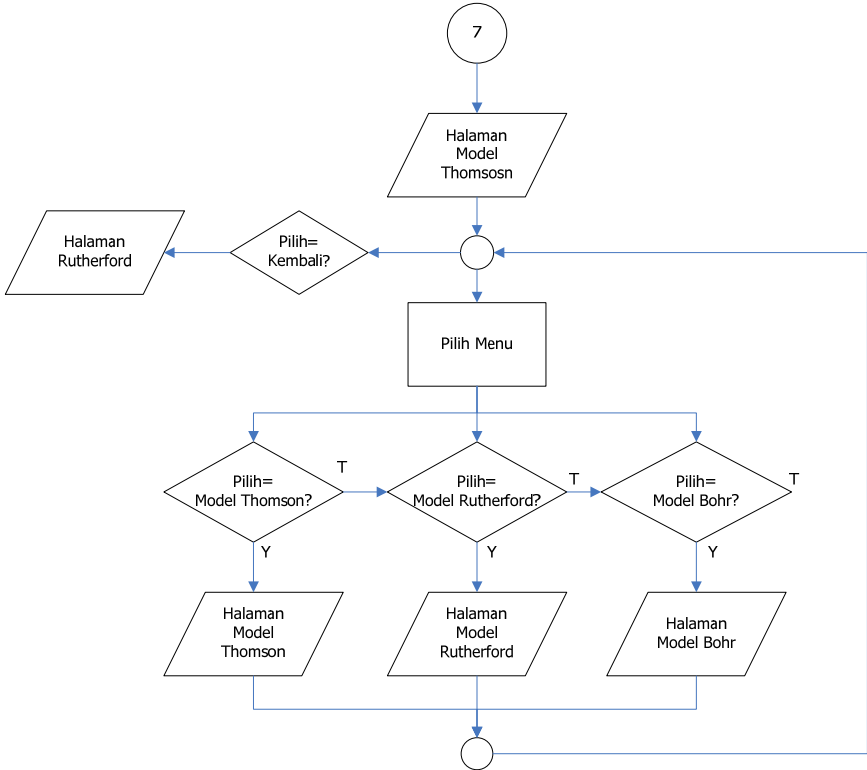 7
Halaman
Model
Thomsosn
Halaman
Rutherford
Pilih=
Kembali?
Pilih Menu
Pilih=
Model Thomson?
T
Pilih=
Model Rutherford?
T
Pilih=
Model Bohr?
T
Y
Y
Y
Halaman
Model
Thomson
Halaman
Model
Rutherford
Halaman
Model Bohr